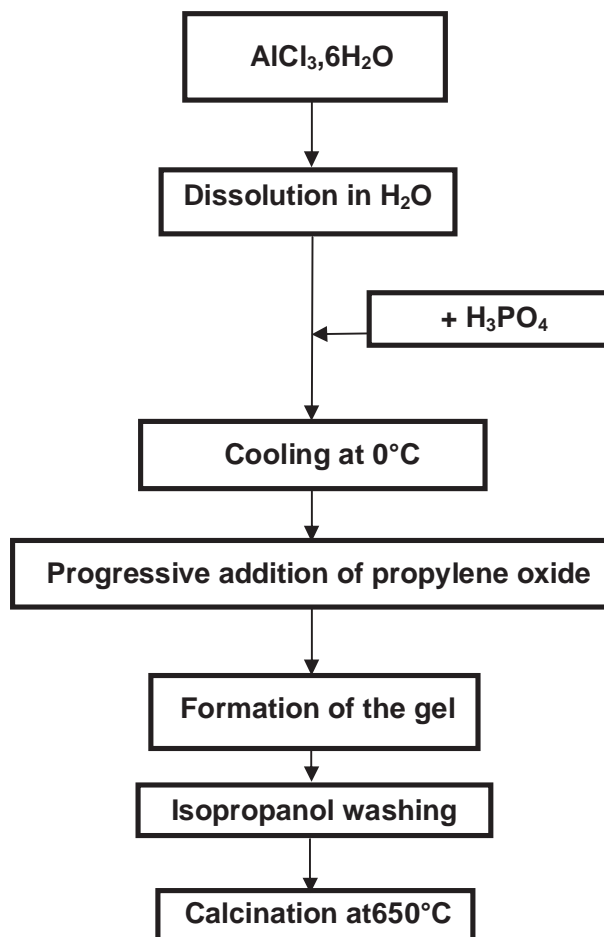 AlCl₃,6H₂O
Dissolution in H₂O
+ H₃PO₄
Cooling at 0°C
Progressive addition of propylene oxide
Formation of the gel
Isopropanol washing
Calcination at650°C